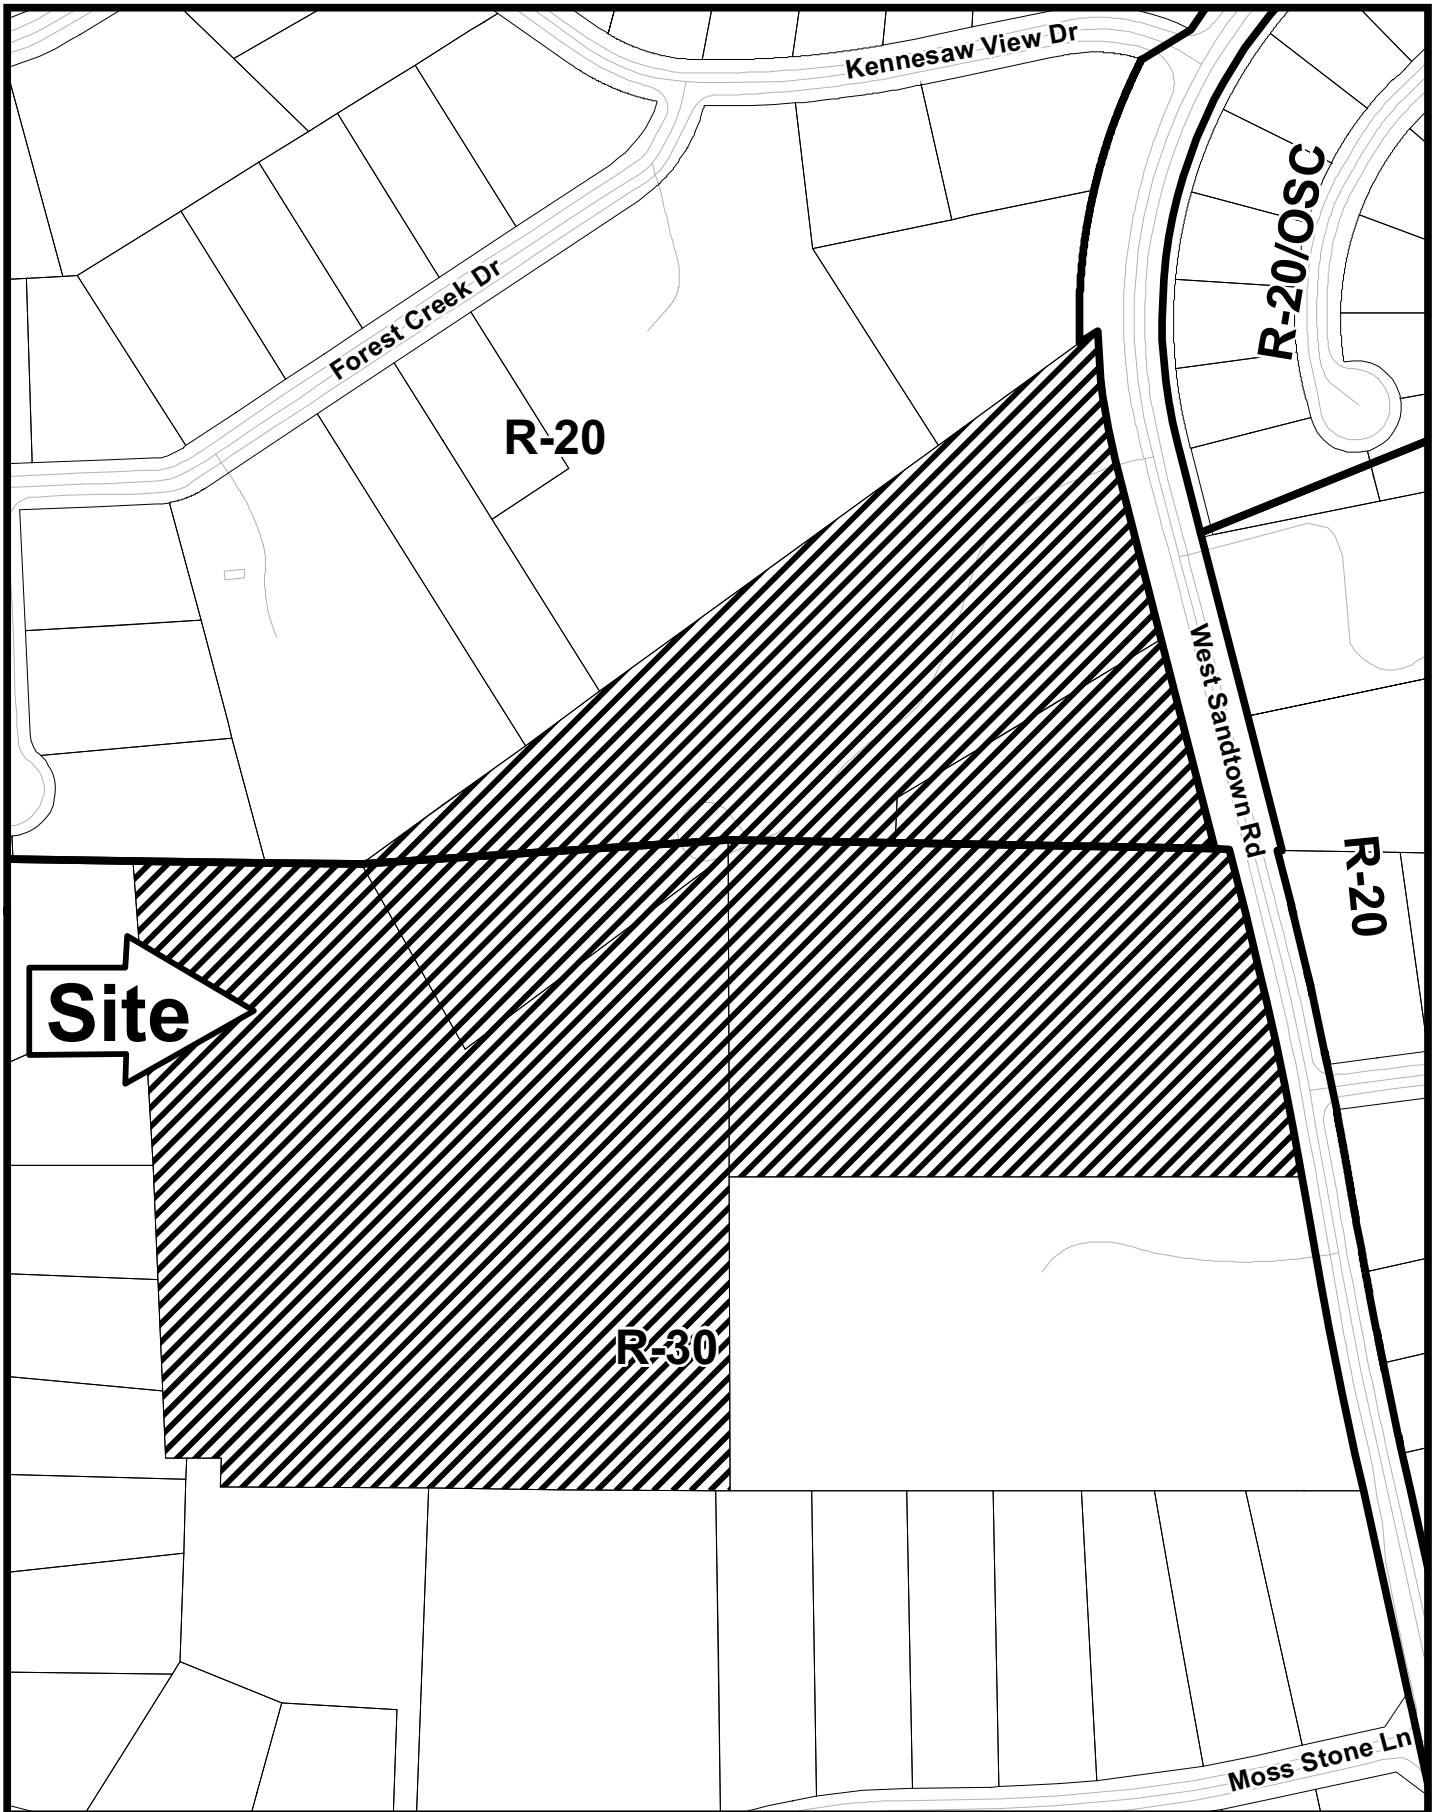 Kennesaw View Dr
R-20/OSC
Forest Creek Dr
R-20
West Sandtown Rd
R-20
Site
R-30
Moss Stone Ln